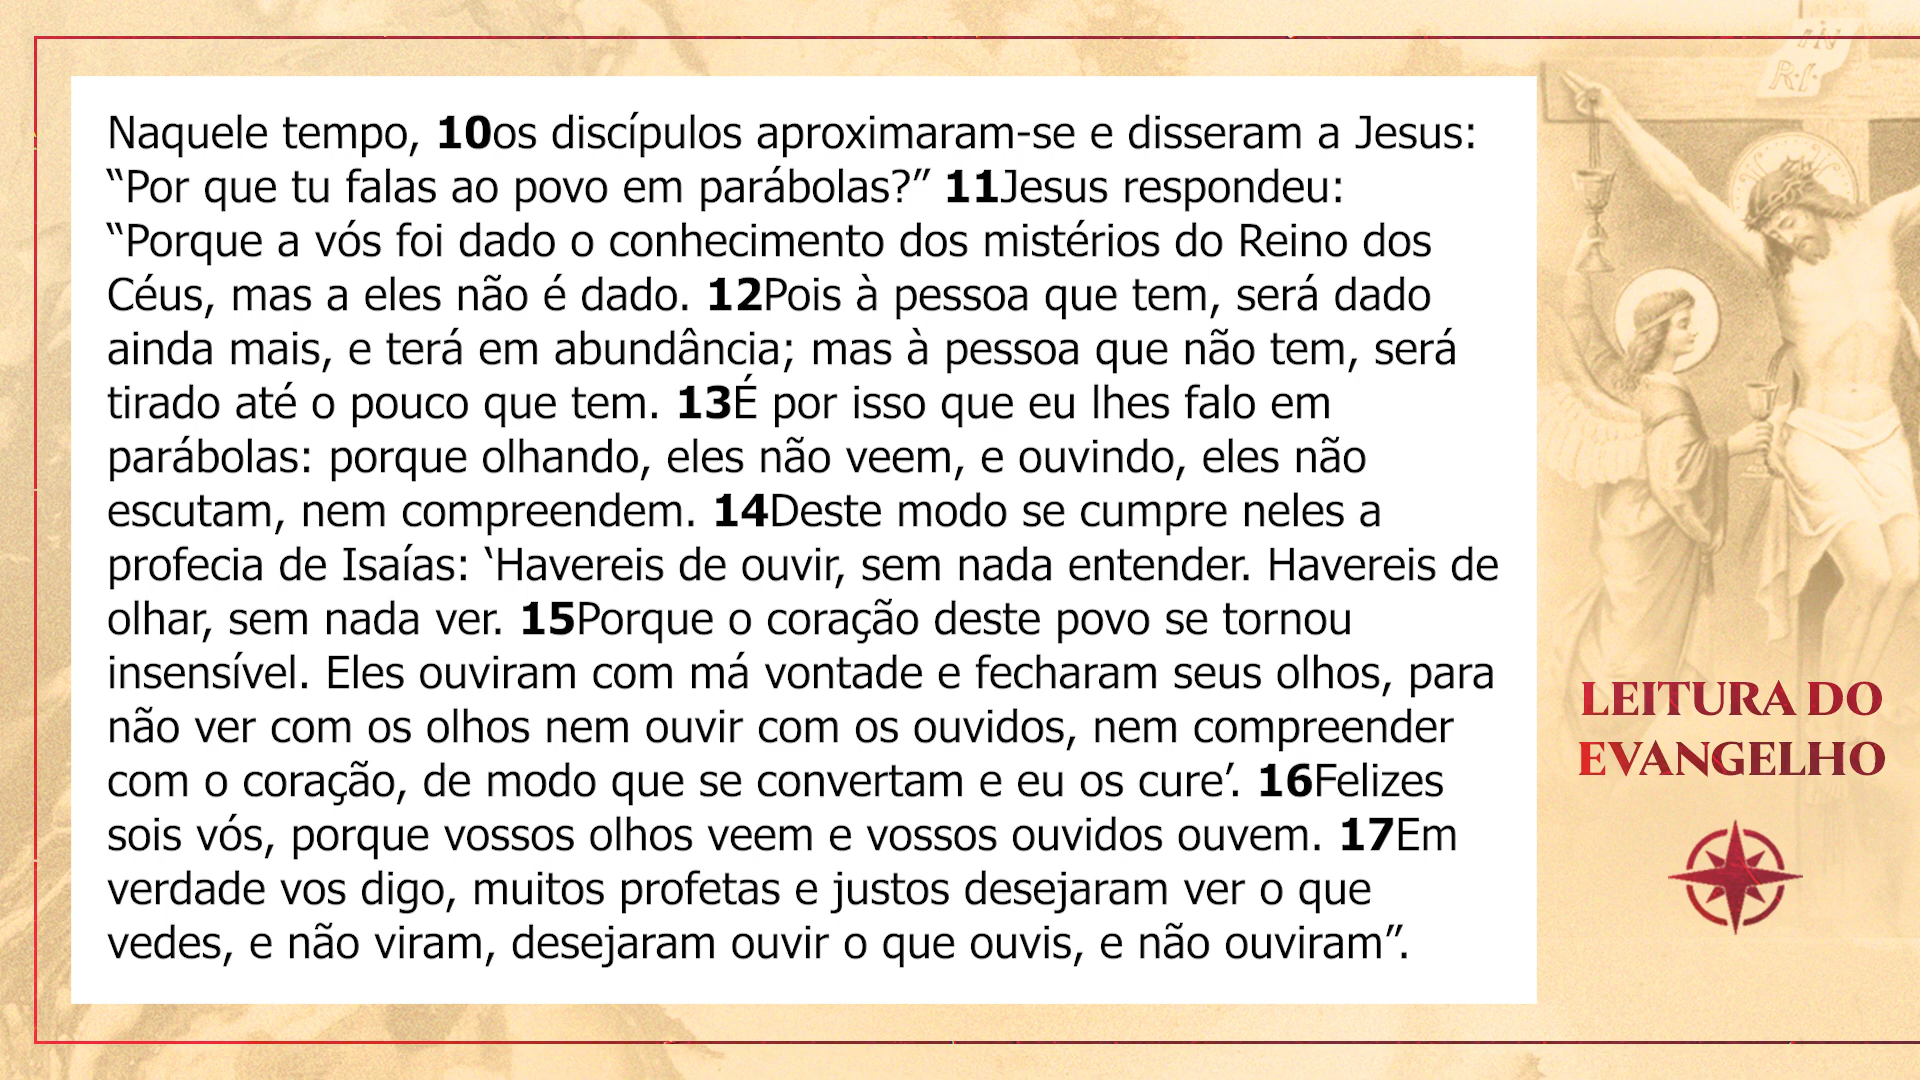 Naquele tempo, 10os discípulos aproximaram-se e disseram a Jesus:
“Por que tu falas ao povo em parábolas?” 11Jesus respondeu:
“Porque a vós foi dado o conhecimento dos mistérios do Reino dos
Céus, mas a eles não é dado. 12Pois à pessoa que tem, será dado
ainda mais, e terá em abundância; mas à pessoa que não tem, será
tirado até o pouco que tem. 13É por isso que eu lhes falo em
parábolas: porque olhando, eles não veem, e ouvindo, eles não
escutam, nem compreendem. 14Deste modo se cumpre neles a
profecia de Isaías: ‘Havereis de ouvir, sem nada entender. Havereis de
olhar, sem nada ver. 15Porque o coração deste povo se tornou
insensível. Eles ouviram com má vontade e fecharam seus olhos, para
não ver com os olhos nem ouvir com os ouvidos, nem compreender
com o coração, de modo que se convertam e eu os cure’. 16Felizes
sois vós, porque vossos olhos veem e vossos ouvidos ouvem. 17Em
verdade vos digo, muitos profetas e justos desejaram ver o que
vedes, e não viram, desejaram ouvir o que ouvis, e não ouviram”.
IN
R·I·
LEITURA DO
EVANGELHO